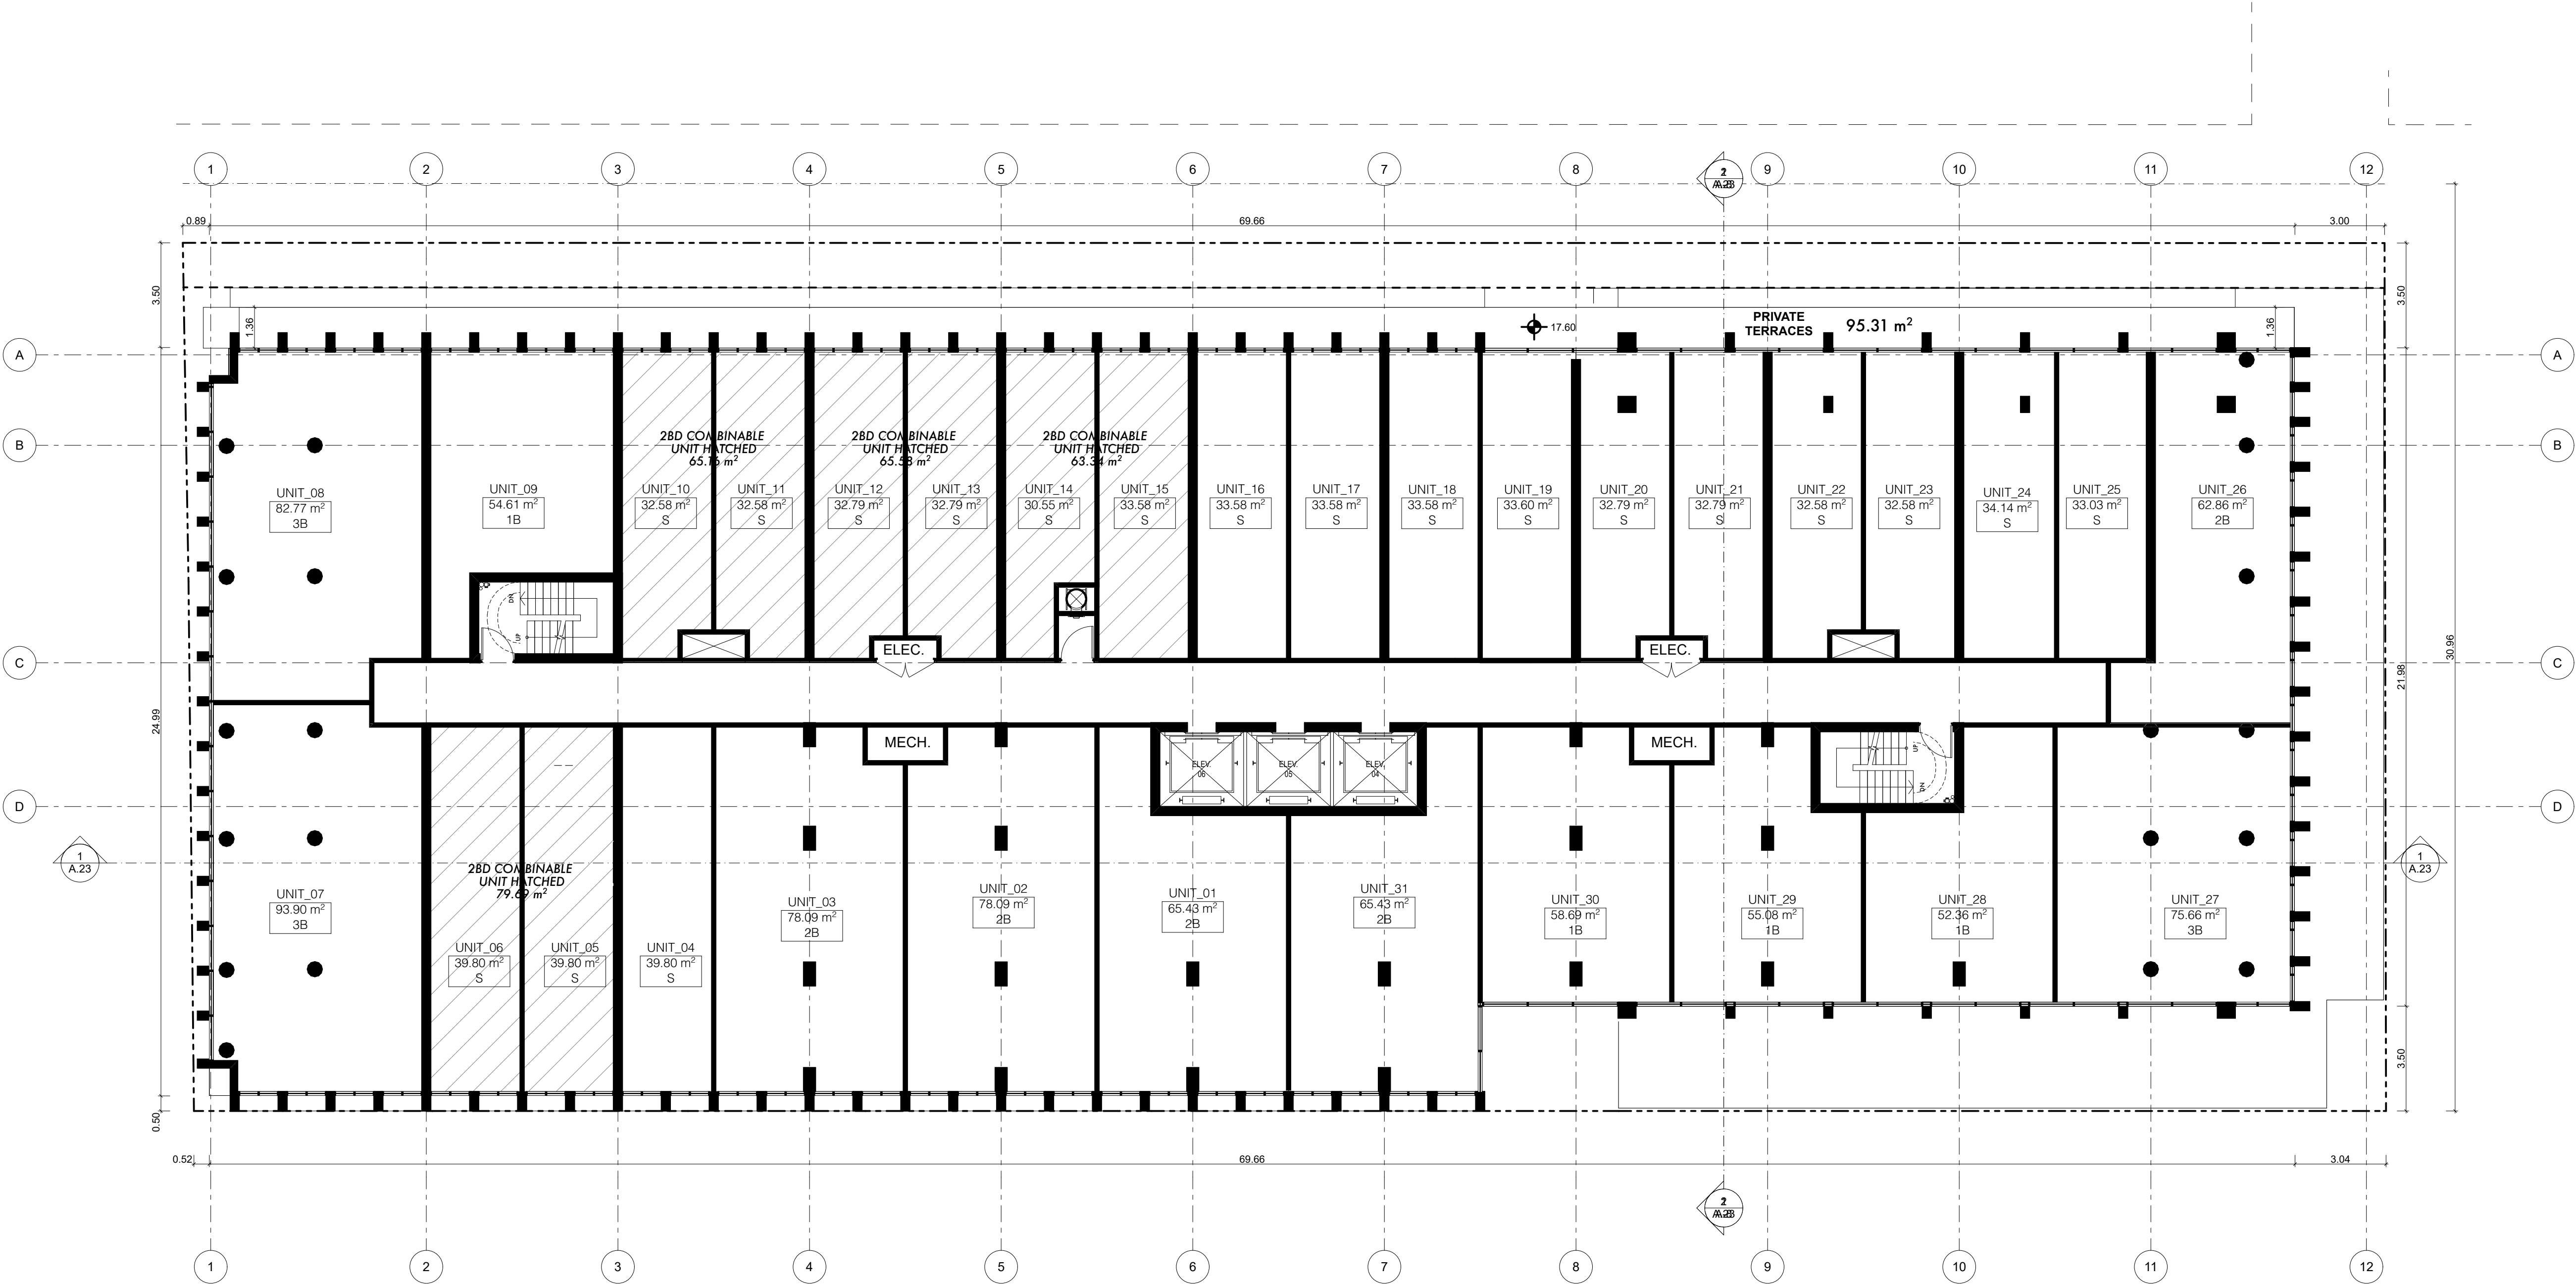 1 2 3 4 5 6 7 8 9 10 11 12
0.89 69.66 3.00
3.50 3.50
1.36 1.36
17.60
PRIVATE
TERRACES
95.31 m²
A A
B B
2BD COMBINABLE
UNIT HATCHED
m²
2BD COMBINABLE
UNIT HATCHED
65.58 m²
2BD COMBINABLE
UNIT HATCHED
63.34 m²
UNIT_08
82.77 m²
3B
UNIT_09
54.61 m²
1B
UNIT_10
32.58 m²
S
UNIT_11
32.58 m²
S
UNIT_12
32.79 m²
S
UNIT_13
32.79 m²
S
UNIT_14
30.55 m²
S
UNIT_15
33.58 m²
S
UNIT_16
33.58 m²
S
UNIT_17
33.58 m²
S
UNIT_18
33.58 m²
S
UNIT_19
33.60 m²
S
UNIT_20
32.79 m²
S
UNIT_21
32.79 m²
S
UNIT_22
32.58 m²
S
UNIT_23
32.58 m²
S
UNIT_24
34.14 m²
S
UNIT_25
33.03 m²
S
UNIT_26
62.86 m²
2B
DN
UP
ELEC.
ELEC.
C C
24.99
21.98
30.96
MECH.
MECH.
ELEV.
06
ELEV.
05
ELEV.
04
UP
DN
D D
1
A.23
1
A.23
2BD COMBINABLE
UNIT HATCHED
79.69 m²
UNIT_07
93.90 m²
3B
UNIT_06
39.80 m²
S
UNIT_05
39.80 m²
S
UNIT_04
39.80 m²
S
UNIT_03
78.09 m²
2B
UNIT_02
78.09 m²
2B
UNIT_01
65.43 m²
2B
UNIT_31
65.43 m²
2B
UNIT_30
58.69 m²
1B
UNIT_29
55.08 m²
1B
UNIT_28
52.36 m²
1B
UNIT_27
75.66 m²
3B
3.50
0.50
0.52 69.66 3.04
1 2 3 4 5 6 7 8 9 10 11 12